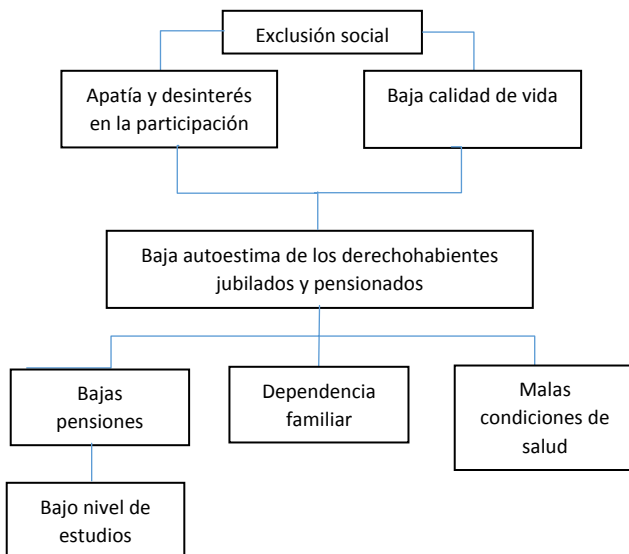 Exclusión social
Apatía y desinterés
en la participación
Baja calidad de vida
Baja autoestima de los derechohabientes
jubilados y pensionados
Bajas
pensiones
Dependencia
familiar
Malas
condiciones de
salud
Bajo nivel de
estudios